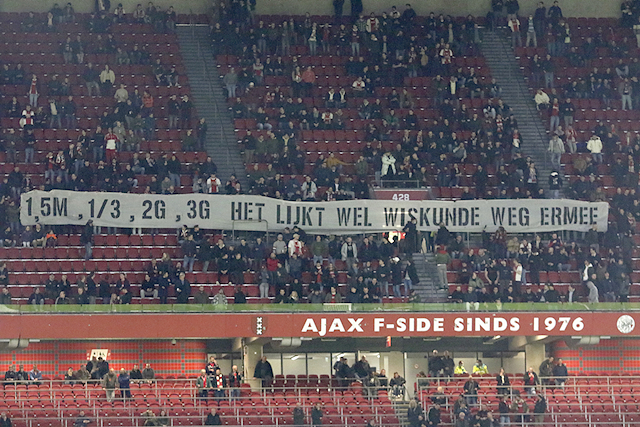 1,5M , 1/3 , 2G , 3G HET LIJKT WEL WISKUNDE WEG ERMEE
428
AJAX F-SIDE SINDS 1976